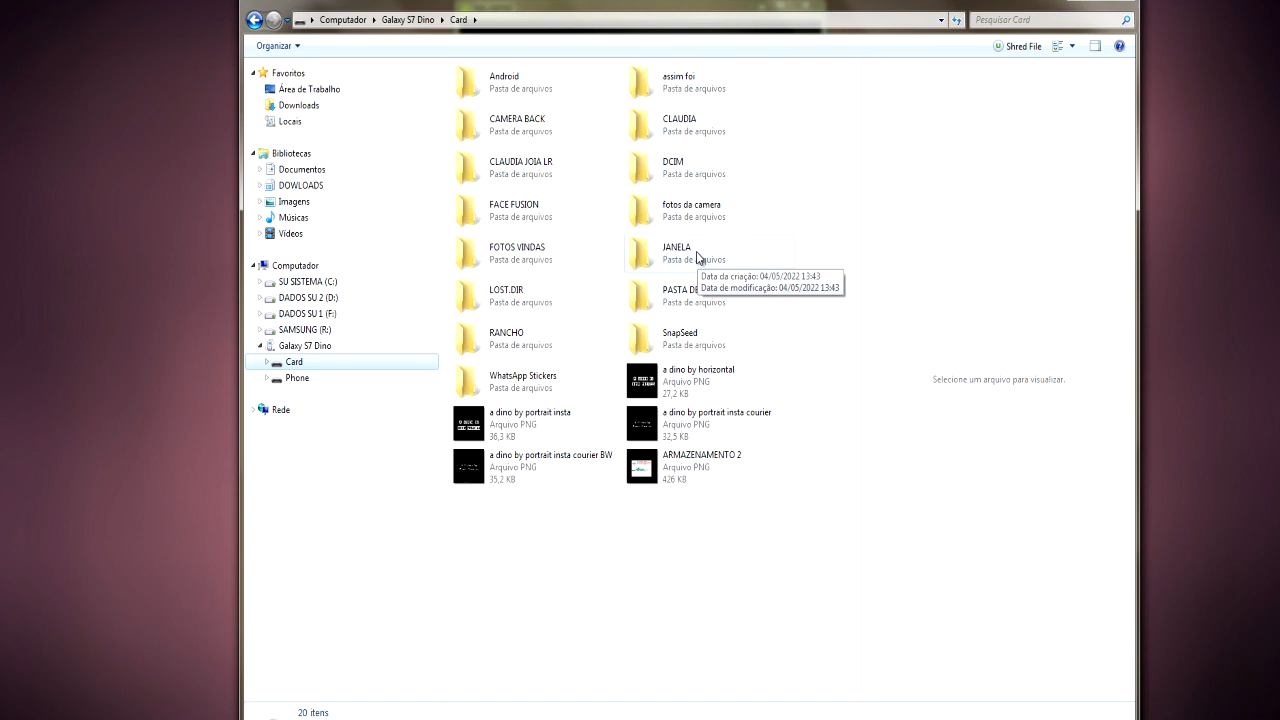 Computador Galaxy S7 Dino Card
Pesquisar Card
Organizar
Shred File
Favoritos
Área de Trabalho
Downloads
Locais
Bibliotecas
Documentos
DOWLOADS
Imagens
Músicas
Vídeos
Computador
SU SISTEMA (C:)
DADOS SU 2 (D:)
DADOS SU 1 (F:)
SAMSUNG (R:)
Galaxy S7 Dino
Card
Phone
Rede
Android
Pasta de arquivos
assim foi
Pasta de arquivos
CAMERA BACK
Pasta de arquivos
CLAUDIA
Pasta de arquivos
CLAUDIA JOIA LR
Pasta de arquivos
DCIM
Pasta de arquivos
FACE FUSION
Pasta de arquivos
fotos da camera
Pasta de arquivos
FOTOS VINDAS
Pasta de arquivos
JANELA
Pasta de arquivos
Data da criação: 04/05/2022 13:43
Data de modificação: 04/05/2022 13:43
LOST.DIR
Pasta de arquivos
PASTA DE
Pasta de arquivos
RANCHO
Pasta de arquivos
SnapSeed
Pasta de arquivos
WhatsApp Stickers
Pasta de arquivos
a dino by horizontal
Arquivo PNG
27,2 KB
a dino by portrait insta
Arquivo PNG
36,3 KB
a dino by portrait insta courier
Arquivo PNG
32,5 KB
a dino by portrait insta courier BW
Arquivo PNG
35,2 KB
ARMAZENAMENTO 2
Arquivo PNG
426 KB
Selecione um arquivo para visualizar.
20 itens